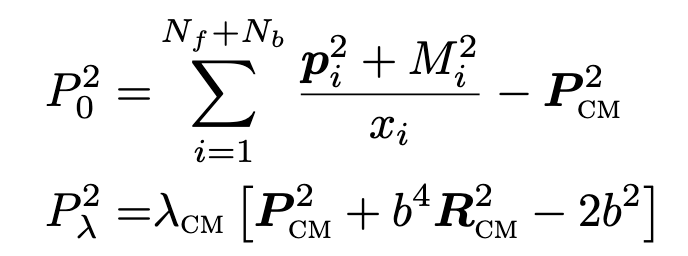 $P_0^2 = \sum_{i=1}^{N_f+N_b} \frac{\boldsymbol{p}_i^2 + M_i^2}{x_i} - \boldsymbol{P}_{\text{CM}}^2$
$P_\lambda^2 = \lambda_{\text{CM}} \left[ \boldsymbol{P}_{\text{CM}}^2 + b^4 \boldsymbol{R}_{\text{CM}}^2 - 2b^2 \right]$